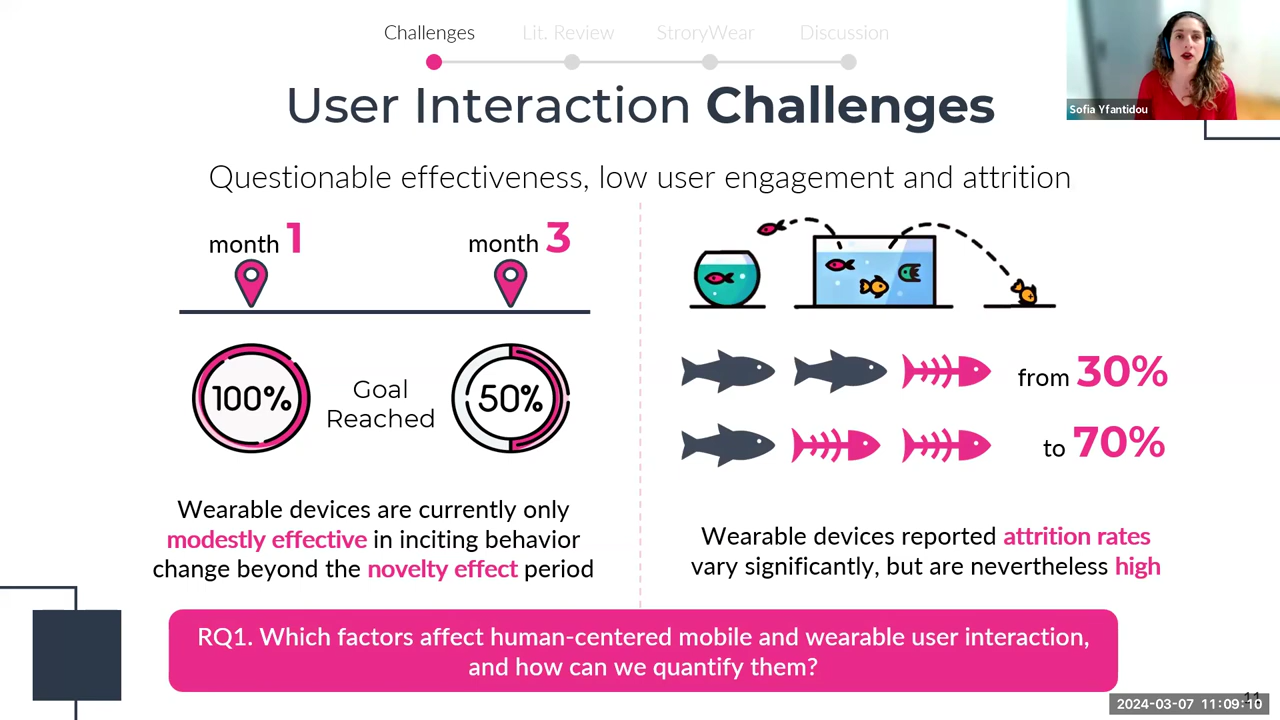 Challenges
Lit. Review
StroryWear
Discussion
User Interaction Challenges
Sofia Yfantidou
Questionable effectiveness, low user engagement and attrition
month 1
month 3
100%
Goal
Reached
50%
Wearable devices are currently only
modestly effective in inciting behavior
change beyond the novelty effect period
from 30%
to 70%
Wearable devices reported attrition rates
vary significantly, but are nevertheless high
RQ1. Which factors affect human-centered mobile and wearable user interaction,
and how can we quantify them?
11
2024-03-07 11:09:10